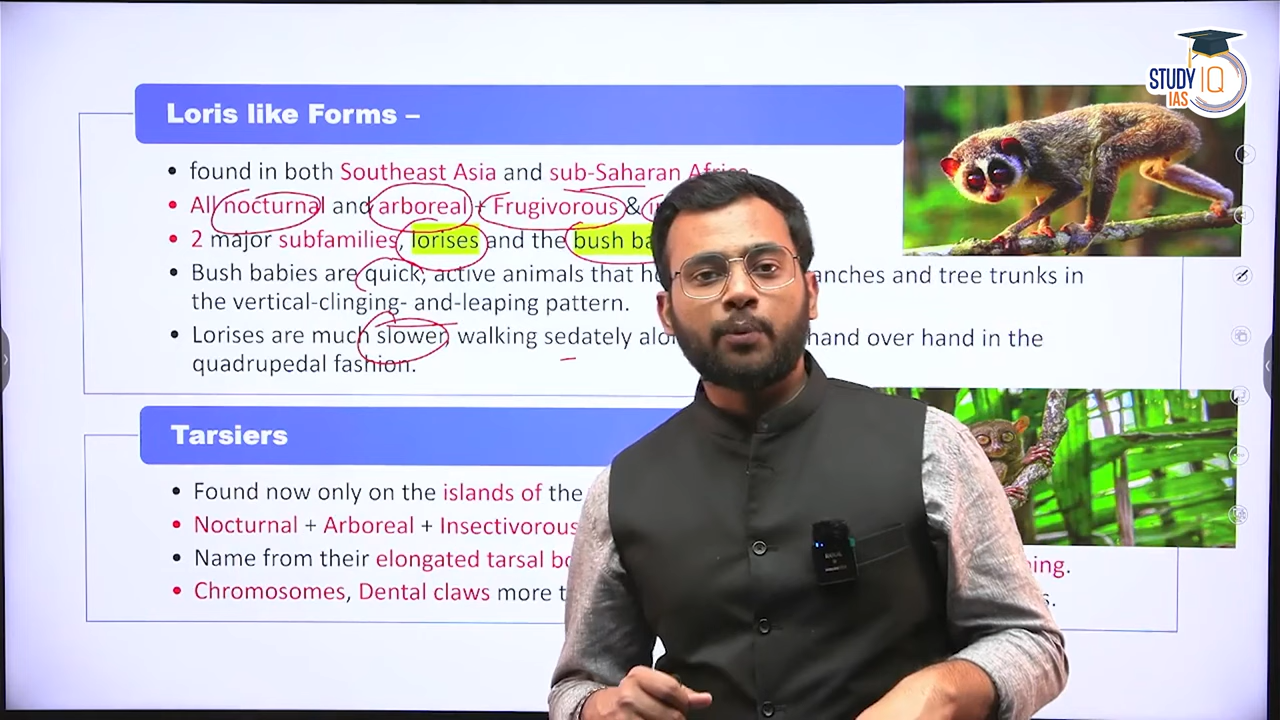 STUDY IQ
IAS
Loris like Forms –
• found in both Southeast Asia and sub-Saharan Africa
• All nocturnal and arboreal + Frugivorous &
• 2 major subfamilies, lorises and the bush
• Bush babies are quick, active animals that anches and tree trunks in
the vertical-clinging- and-leaping pattern.
• Lorises are much slower, walking sedately hand over hand in the
quadrupedal fashion.
Tarsiers
• Found now only on the islands of the
• Nocturnal + Arboreal + Insectivorous
• Name from their elongated tarsal
• Chromosomes, Dental claws more